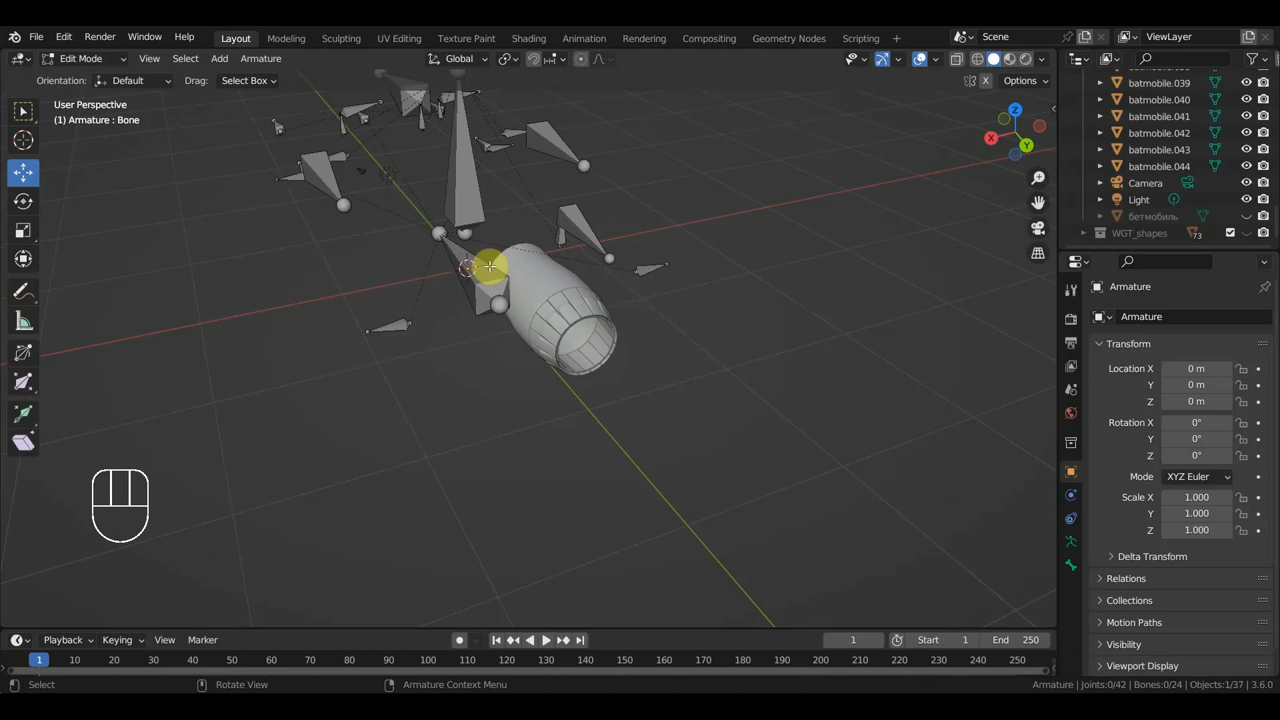 File Edit Render Window Help Layout Modeling Sculpting UV Editing Texture Paint Shading Animation Rendering Compositing Geometry Nodes Scripting + Scene ViewLayer
Edit Mode View Select Add Armature Global
Orientation: Default Drag: Select Box X Options
User Perspective
(1) Armature : Bone
X
Y
Z
batmobile.039
batmobile.040
batmobile.041
batmobile.042
batmobile.043
batmobile.044
Camera
Light
бетмобиль
WGT_shapes 73
Armature
Armature
Transform
Location X 0 m
Y 0 m
Z 0 m
Rotation X 0°
Y 0°
Z 0°
Mode XYZ Euler
Scale X 1.000
Y 1.000
Z 1.000
Delta Transform
Relations
Collections
Motion Paths
Visibility
Viewport Display
Playback Keying View Marker 1 Start 1 End 250
1 10 20 30 40 50 60 70 80 90 100 110 120 130 140 150 160 170 180 190 200 210 220 230 240 250
Select Rotate View Armature Context Menu Armature | Joints:0/42 | Bones:0/24 | Objects:1/37 | 3.6.0